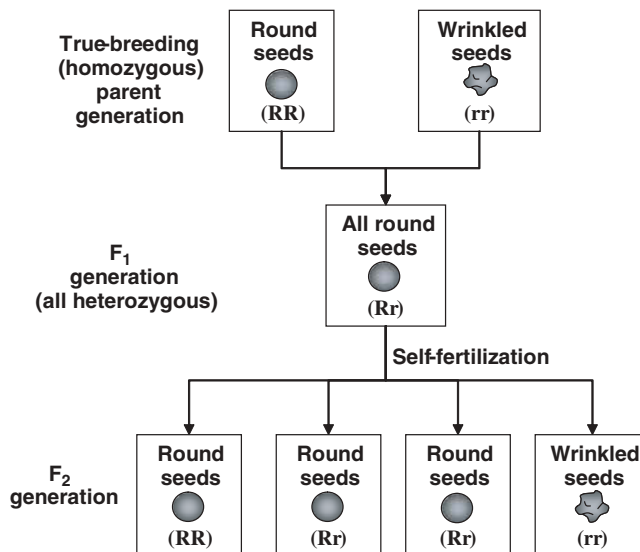 True-breeding
(homozygous)
parent
generation
Round
seeds
(RR)
Wrinkled
seeds
(rr)
F1
generation
(all heterozygous)
All round
seeds
(Rr)
Self-fertilization
F2
generation
Round
seeds
(RR)
Round
seeds
(Rr)
Round
seeds
(Rr)
Wrinkled
seeds
(rr)